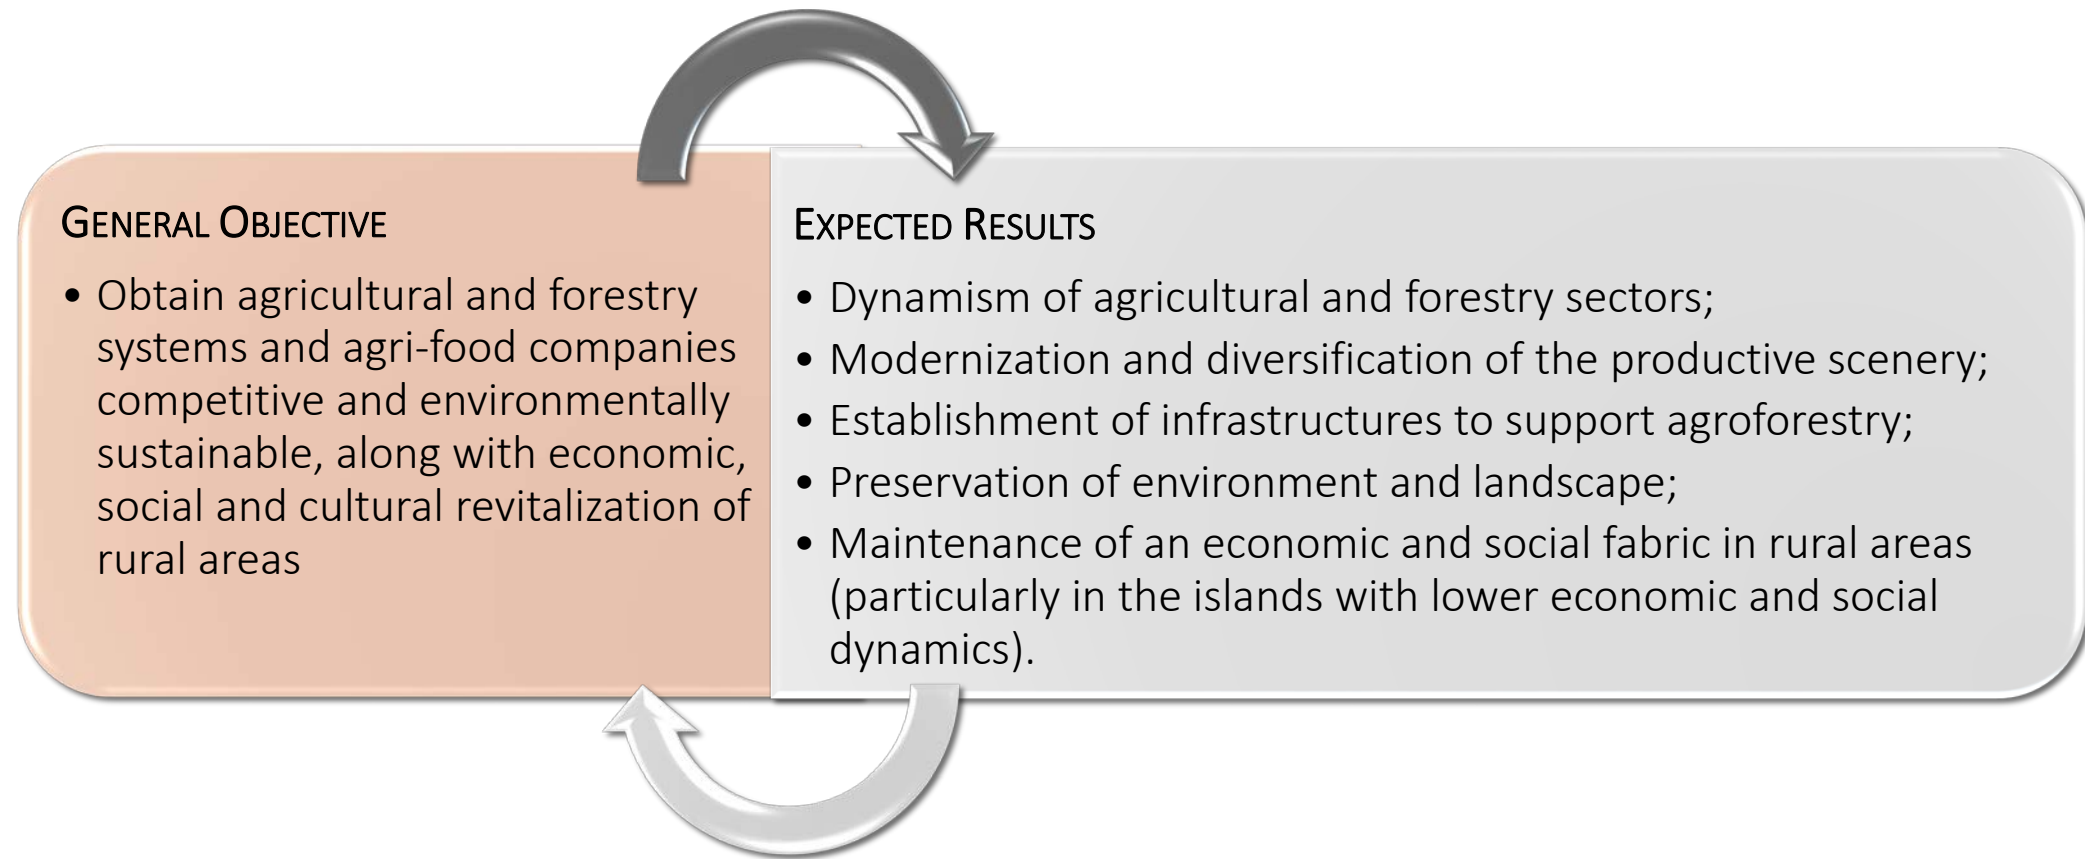 GENERAL OBJECTIVE
• Obtain agricultural and forestry
systems and agri-food companies
competitive and environmentally
sustainable, along with economic,
social and cultural revitalization of
rural areas
EXPECTED RESULTS
• Dynamism of agricultural and forestry sectors;
• Modernization and diversification of the productive scenery;
• Establishment of infrastructures to support agroforestry;
• Preservation of environment and landscape;
• Maintenance of an economic and social fabric in rural areas
(particularly in the islands with lower economic and social
dynamics).